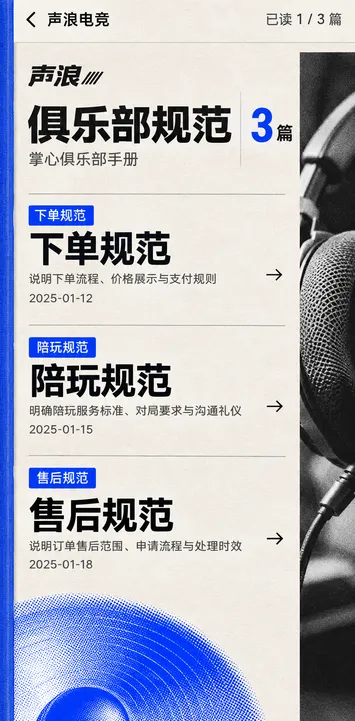 声浪电竞
已读 1 / 3 篇
声浪
俱乐部规范
3篇
掌心俱乐部手册
下单规范
下单规范
说明下单流程、价格展示与支付规则
2025-01-12
陪玩规范
陪玩规范
明确陪玩服务标准、对局要求与沟通礼仪
2025-01-15
售后规范
售后规范
说明订单售后范围、申请流程与处理时效
2025-01-18